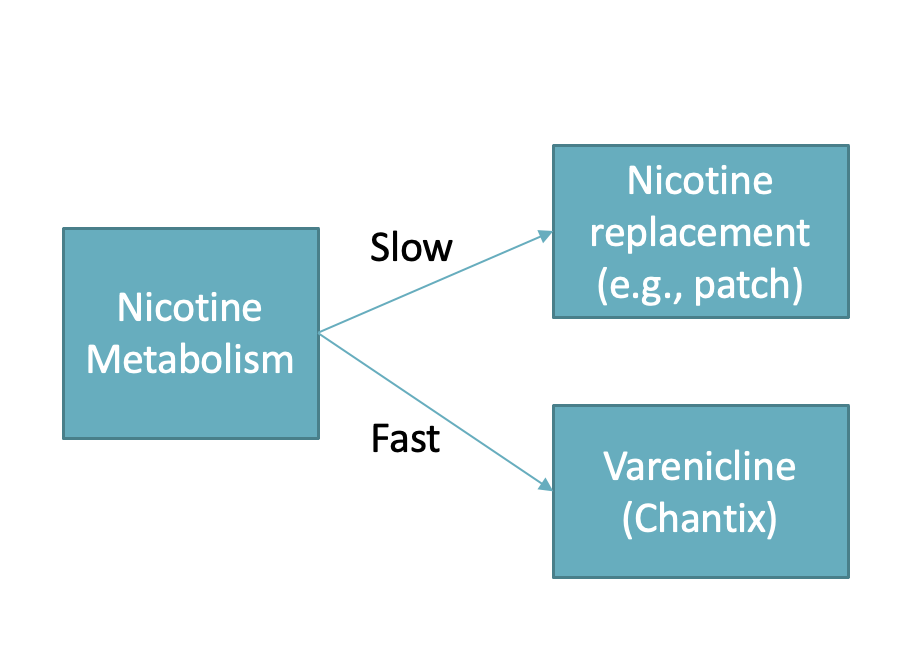 Nicotine
Metabolism
Slow
Fast
Nicotine
replacement
(e.g., patch)
Varenicline
(Chantix)